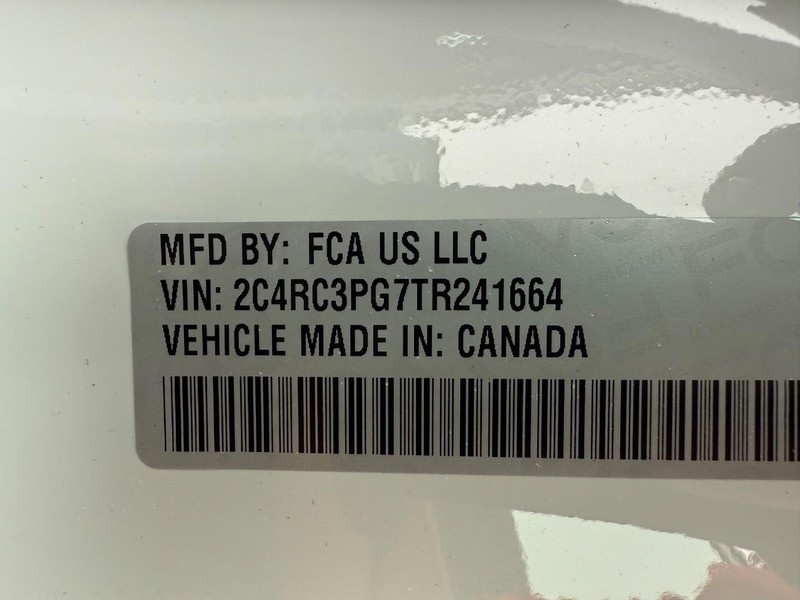 MFD BY: FCA US LLC
VIN: 2C4RC3PG7TR241664
VEHICLE MADE IN: CANADA